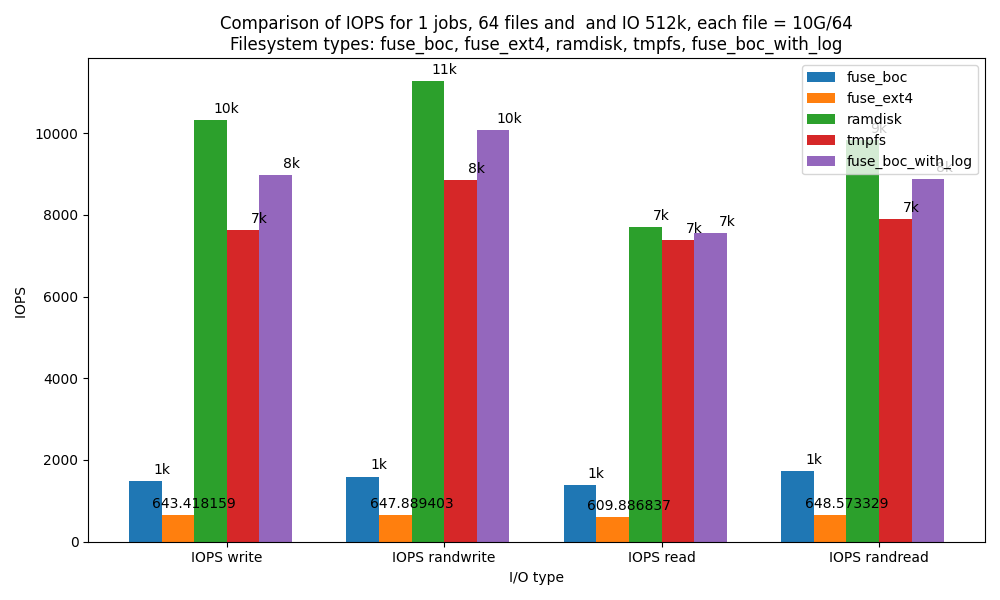 Comparison of IOPS for 1 jobs, 64 files and  and IO 512k, each file = 10G/64
Filesystem types: fuse_boc, fuse_ext4, ramdisk, tmpfs, fuse_boc_with_log
fuse_boc
fuse_ext4
ramdisk
tmpfs
fuse_boc_with_log
IOPS
10000
8000
6000
4000
2000
0
1k
643.418159
10k
7k
8k
1k
647.889403
11k
8k
10k
1k
609.886837
7k
7k
7k
1k
648.573329
9k
7k
8k
IOPS write
IOPS randwrite
IOPS read
IOPS randread
I/O type